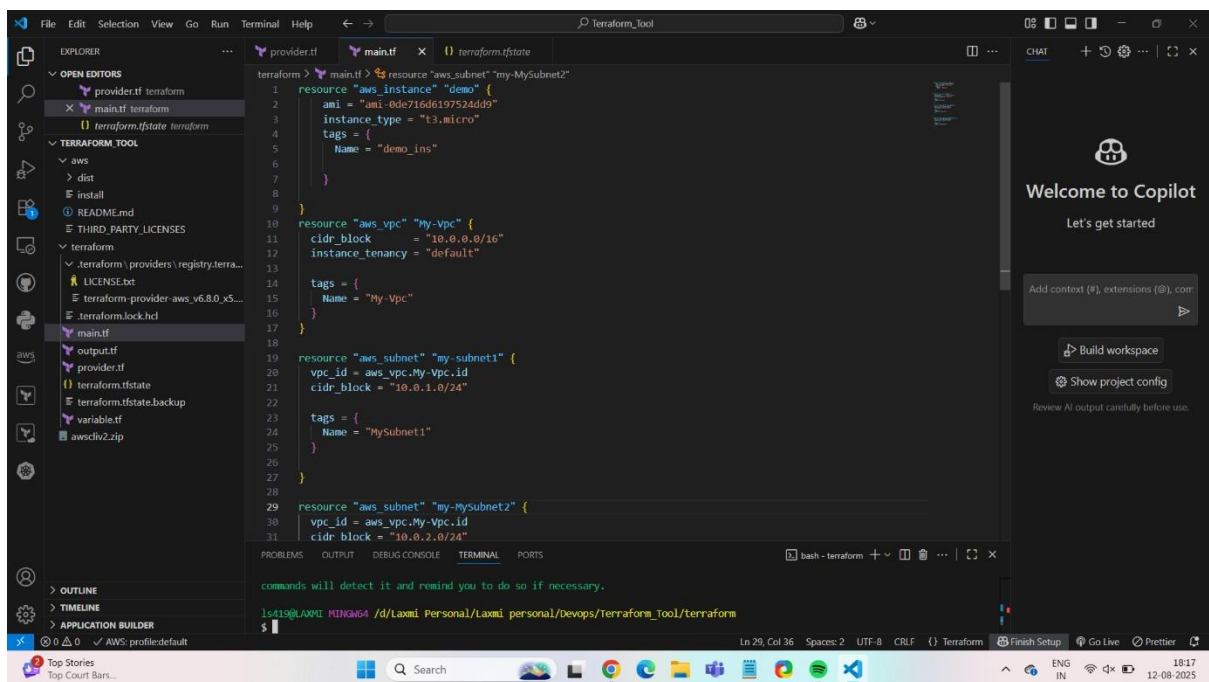 File Edit Selection View Go Run Terminal Help
Terraform_Tool
EXPLORER
OPEN EDITORS
provider.tf terraform
main.tf terraform
terraform.tfstate terraform
TERRAFORM_TOOL
aws
dist
install
README.md
THIRD_PARTY_LICENSES
terraform
.terraform \ providers \ registry.terra...
LICENSE.txt
terraform-provider-aws_v6.8.0_x5....
.terraform.lock.hcl
main.tf
output.tf
provider.tf
terraform.tfstate
terraform.tfstate.backup
variable.tf
awscliv2.zip
OUTLINE
TIMELINE
APPLICATION BUILDER
aws
provider.tf main.tf {} terraform.tfstate
terraform > main.tf > resource "aws_subnet" "my-MySubnet2"
1 resource "aws_instance" "demo" {
2 ami = "ami-0de716d6197524dd9"
3 instance_type = "t3.micro"
4 tags = {
5 Name = "demo_ins"
6
7 }
8
9 }
10 resource "aws_vpc" "My-Vpc" {
11 cidr_block = "10.0.0.0/16"
12 instance_tenancy = "default"
13
14 tags = {
15 Name = "My-Vpc"
16 }
17 }
18
19 resource "aws_subnet" "my-subnet1" {
20 vpc_id = aws_vpc.My-Vpc.id
21 cidr_block = "10.0.1.0/24"
22
23 tags = {
24 Name = "MySubnet1"
25 }
26
27 }
28
29 resource "aws_subnet" "my-MySubnet2" {
30 vpc_id = aws_vpc.My-Vpc.id
31 cidr_block = "10.0.2.0/24"
PROBLEMS OUTPUT DEBUG CONSOLE TERMINAL PORTS
bash - terraform
commands will detect it and remind you to do so if necessary.
ls419@LAXMI MINGW64 /d/Laxmi Personal/Laxmi personal/Devops/Terraform_Tool/terraform
$
CHAT
Welcome to Copilot
Let's get started
Add context (#), extensions (@), com
Build workspace
Show project config
Review AI output carefully before use.
0 0 AWS: profile:default
Ln 29, Col 36 Spaces: 2 UTF-8 CRLF {} Terraform Finish Setup Go Live Prettier
2
Top Stories
Top Court Bars...
Search
ENG
IN
18:17
12-08-2025